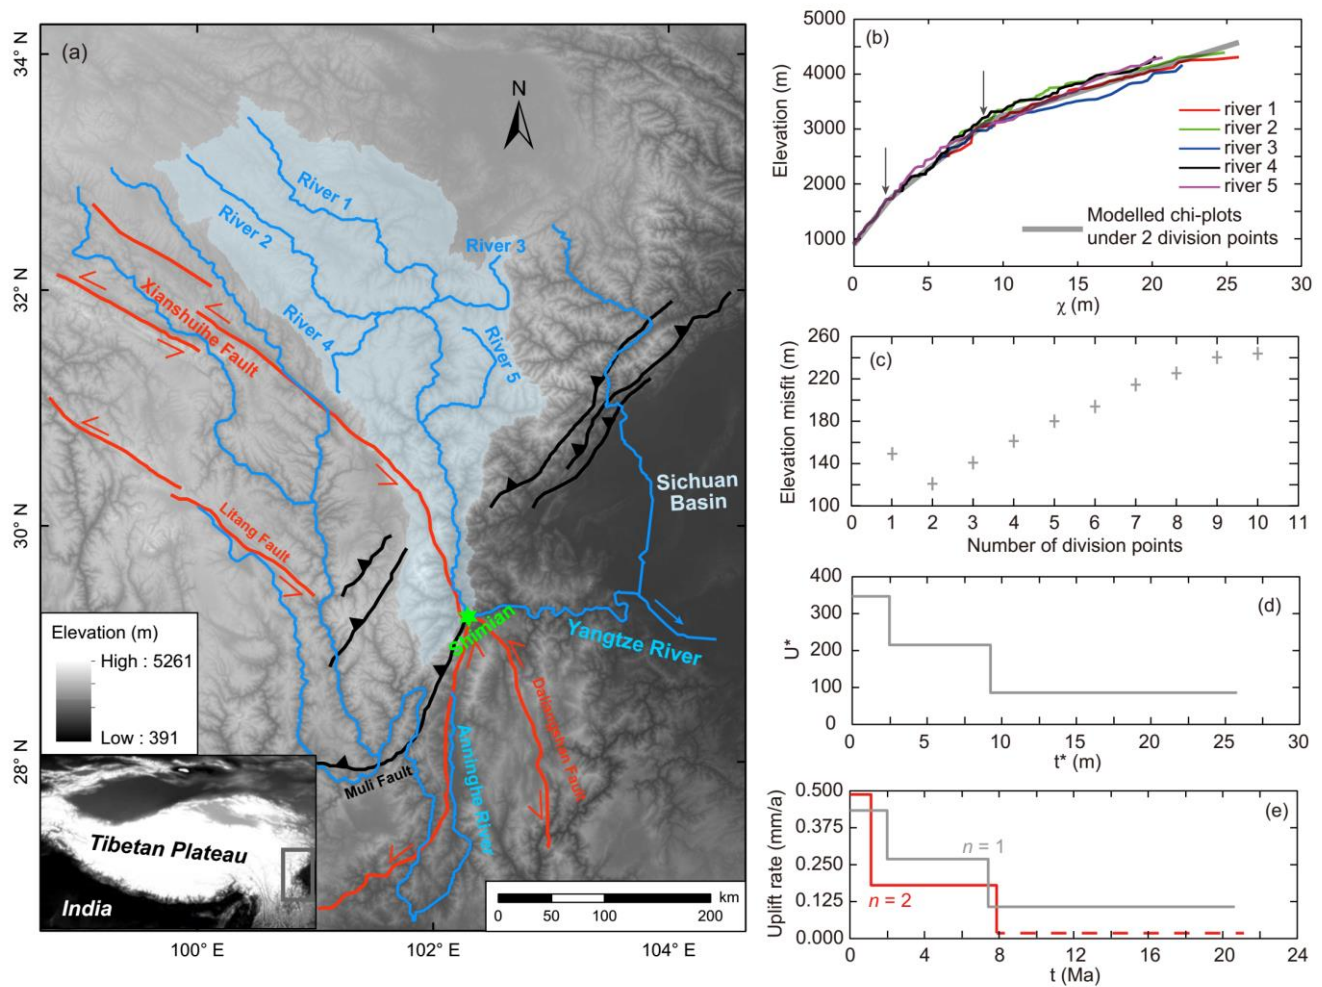 (a)
34° N
32° N
30° N
28° N
100° E
102° E
104° E
N
River 1
River 2
River 3
River 4
River 5
Xianshuihe Fault
Litang Fault
Sichuan
Basin
Shimian
Yangtze River
Daliangshan Fault
Anninghe River
Muli Fault
Elevation (m)
High : 5261
Low : 391
Tibetan Plateau
India
km
0 50 100 200
(b)
Elevation (m)
5000
4000
3000
2000
1000
river 1
river 2
river 3
river 4
river 5
Modelled chi-plots
under 2 division points
0 5 10 15 20 25 30
χ (m)
(c)
Elevation misfit (m)
260
220
180
140
100
0 1 2 3 4 5 6 7 8 9 10 11
Number of division points
(d)
U*
400
300
200
100
0
0 5 10 15 20 25 30
t* (m)
(e)
Uplift rate (mm/a)
0.500
0.375
0.250
0.125
0.000
n = 1
n = 2
0 4 8 12 16 20 24
t (Ma)